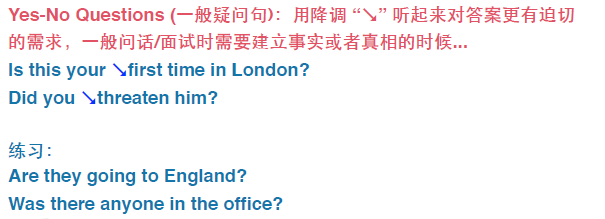 Yes-No Questions (一般疑问句)：用降调 “↘” 听起来对答案更有迫切
的需求，一般问话/面试时需要建立事实或者真相的时候...
Is this your ↘first time in London?
Did you ↘threaten him?
练习：
Are they going to England?
Was there anyone in the office?